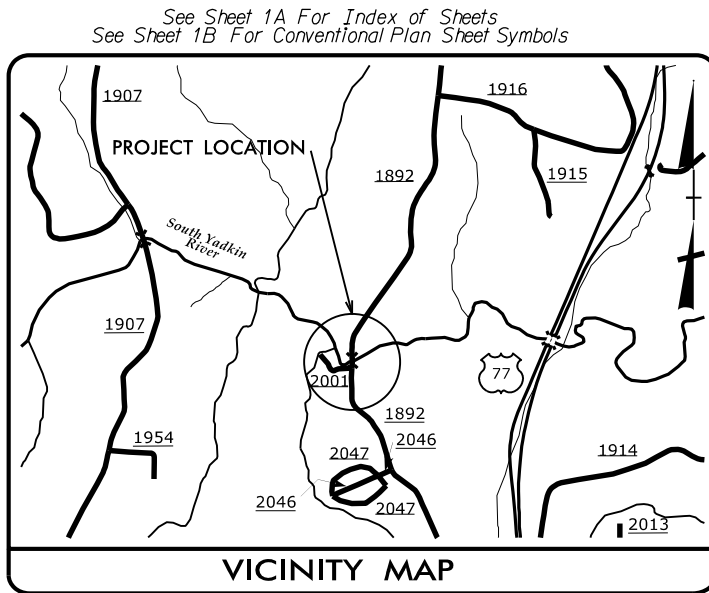 See Sheet 1A For Index of Sheets
See Sheet 1B For Conventional Plan Sheet Symbols
1907
1916
PROJECT LOCATION
1892
1915
South Yadkin
River
1907
77
2001
1892
1954
2047
2046
1914
2046
2047
2013
VICINITY MAP